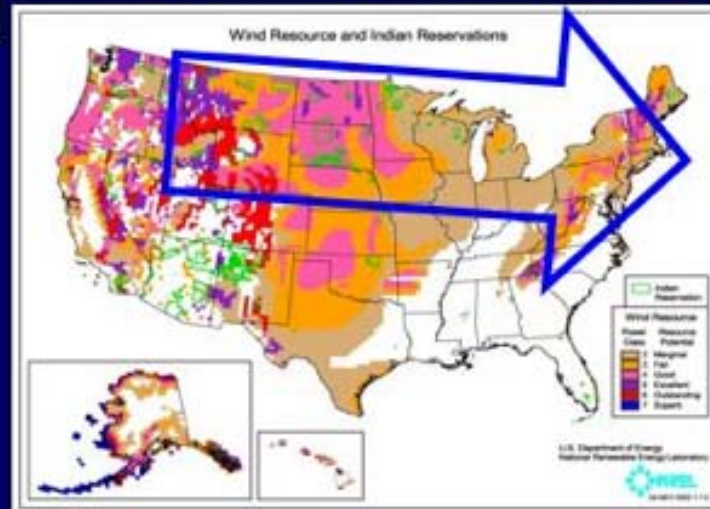 Wind Resource and Indian Reservations
Indian
Reservation
Wind Resource
Power Resource
Class Potential
2 Marginal
3 Fair
4 Good
5 Excellent
6 Outstanding
7 Superb
U.S. Department of Energy
National Renewable Energy Laboratory
NREL